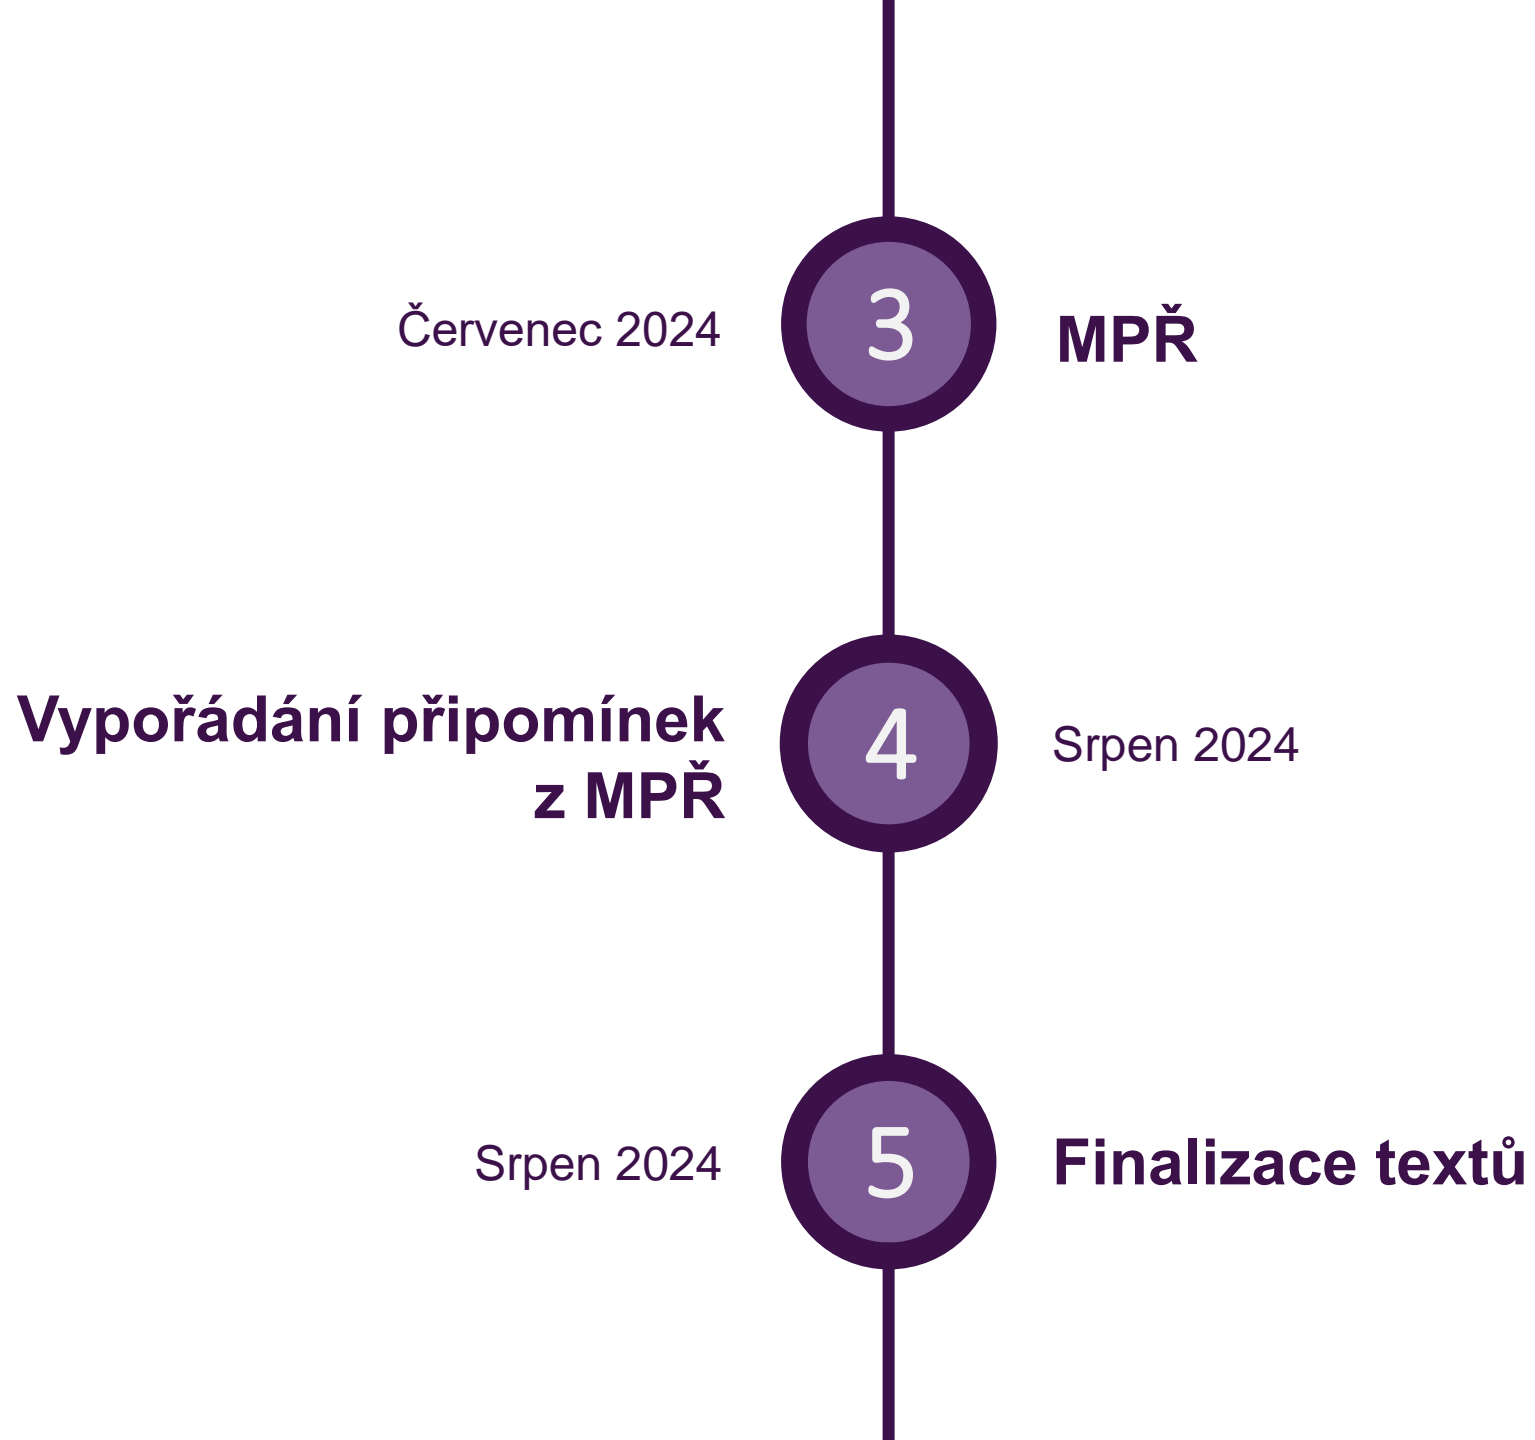 Červenec 2024
3
MPŘ
Vypořádání připomínek
z MPŘ
4
Srpen 2024
Srpen 2024
5
Finalizace textů